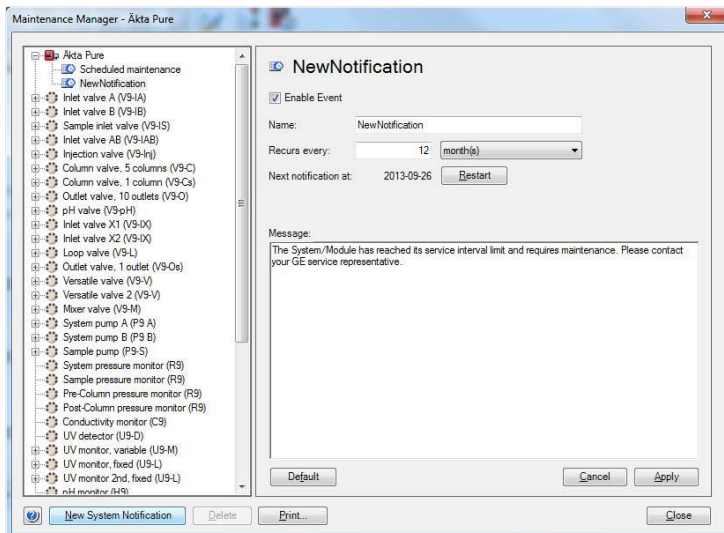 Maintenance Manager - Äkta Pure
Äkta Pure
Scheduled maintenance
NewNotification
Inlet valve A (V9-IA)
Inlet valve B (V9-IB)
Sample inlet valve (V9-IS)
Inlet valve AB (V9-IAB)
Injection valve (V9-Inj)
Column valve, 5 columns (V9-C)
Column valve, 1 column (V9-Cs)
Outlet valve, 10 outlets (V9-O)
pH valve (V9-pH)
Inlet valve X1 (V9-IX)
Inlet valve X2 (V9-IX)
Loop valve (V9-L)
Outlet valve, 1 outlet (V9-Os)
Versatile valve (V9-V)
Versatile valve 2 (V9-V)
Mixer valve (V9-M)
System pump A (P9 A)
System pump B (P9 B)
Sample pump (P9-S)
System pressure monitor (R9)
Sample pressure monitor (R9)
Pre-Column pressure monitor (R9)
Post-Column pressure monitor (R9)
Conductivity monitor (C9)
UV detector (U9-D)
UV monitor, variable (U9-M)
UV monitor, fixed (U9-L)
UV monitor 2nd, fixed (U9-L)
pH monitor (H9)
NewNotification
Enable Event
Name: NewNotification
Recurs every: 12 month(s)
Next notification at: 2013-09-26 Restart
Message:
The System/Module has reached its service interval limit and requires maintenance. Please contact
your GE service representative.
Default Cancel Apply
New System Notification Delete Print... Close